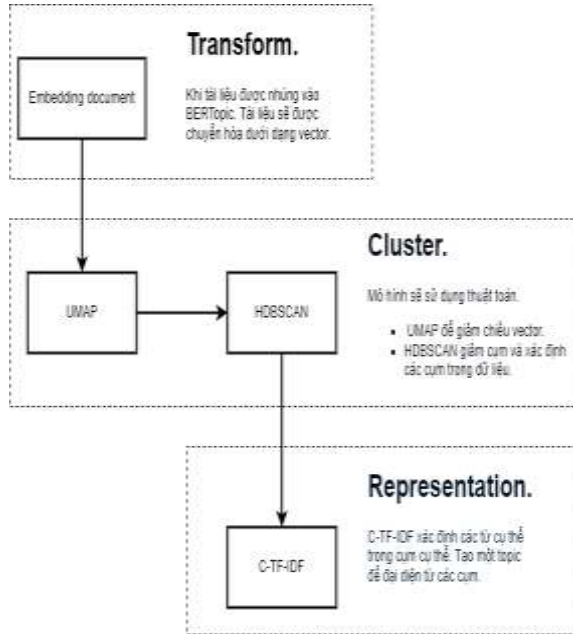 Transform.
Embedding document
Khi tài liệu được nhúng vào
BERTopic. Tài liệu sẽ được
chuyển hòa dưới dạng vector.
Cluster.
UMAP
HDBSCAN
Mô hình sẽ sử dụng thuật toán.
UMAP để giảm chiều vector.
HDBSCAN giảm cụm và xác định
các cụm trong dữ liệu.
Representation.
C-TF-IDF
C-TF-IDF xác định các từ cụ thể
trong cụm cụ thể. Tạo một topic
để đại diện từ các cụm.